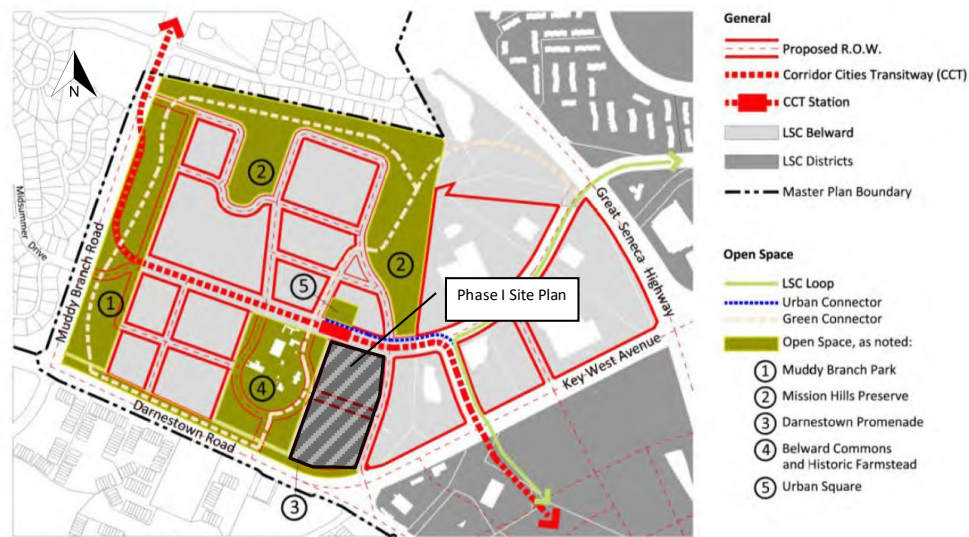 N
Midsummer Drive
Muddy Branch Road
Darnestown Road
Great Seneca Highway
Key West Avenue
Phase I Site Plan
1
2
2
3
4
5
General
Proposed R.O.W.
Corridor Cities Transitway (CCT)
CCT Station
LSC Belward
LSC Districts
Master Plan Boundary
Open Space
LSC Loop
Urban Connector
Green Connector
Open Space, as noted:
1 Muddy Branch Park
2 Mission Hills Preserve
3 Darnestown Promenade
4 Belward Commons
and Historic Farmstead
5 Urban Square